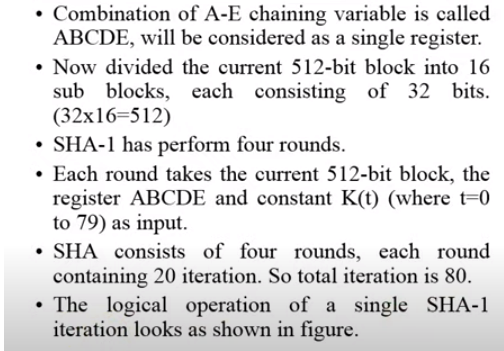 • Combination of A-E chaining variable is called
ABCDE, will be considered as a single register.
• Now divided the current 512-bit block into 16
sub blocks, each consisting of 32 bits.
(32x16=512)
• SHA-1 has perform four rounds.
• Each round takes the current 512-bit block, the
register ABCDE and constant K(t) (where t=0
to 79) as input.
• SHA consists of four rounds, each round
containing 20 iteration. So total iteration is 80.
• The logical operation of a single SHA-1
iteration looks as shown in figure.